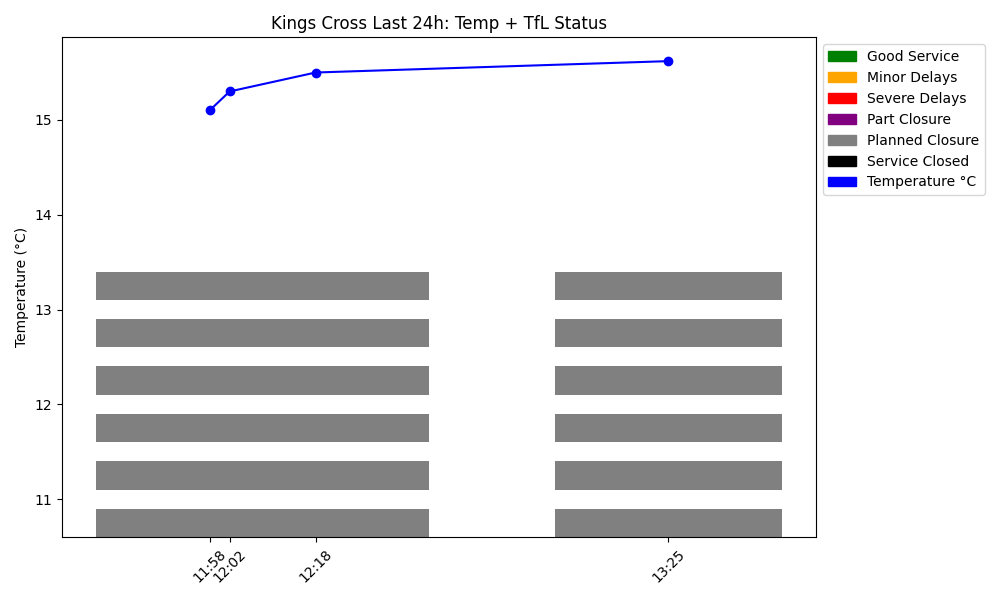 Kings Cross Last 24h: Temp + TfL Status
Good Service
Minor Delays
Severe Delays
Part Closure
Planned Closure
Service Closed
Temperature °C
Temperature (°C)
15
14
13
12
11
11:58
12:02
12:18
13:25